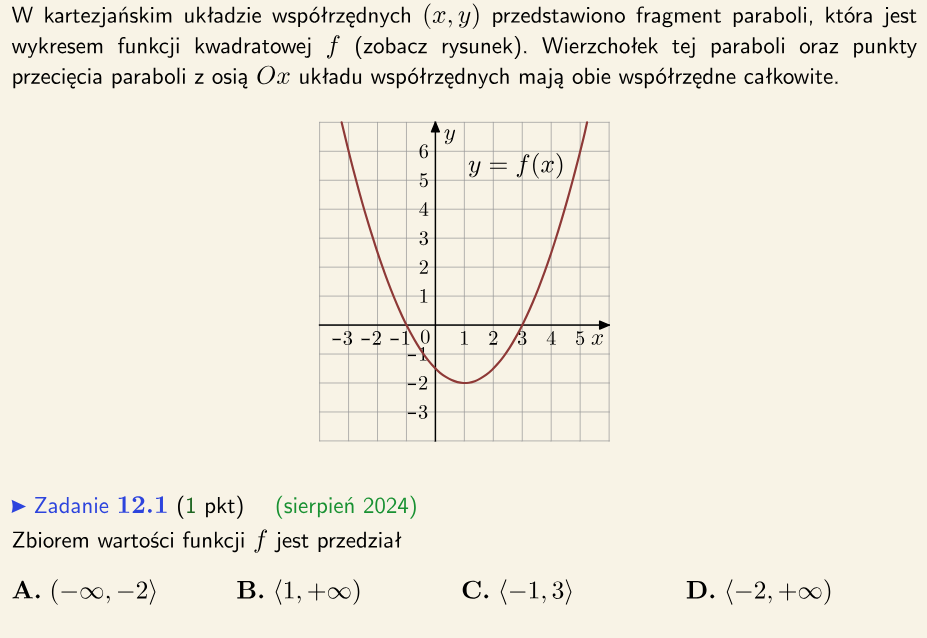 W kartezjańskim układzie współrzędnych (x, y) przedstawiono fragment paraboli, która jest
wykresem funkcji kwadratowej f (zobacz rysunek). Wierzchołek tej paraboli oraz punkty
przecięcia paraboli z osią Ox układu współrzędnych mają obie współrzędne całkowite.
y
6
y = f(x)
5
4
3
2
1
-3 -2 -1 0 1 2 3 4 5 x
-1
-2
-3
► Zadanie 12.1 (1 pkt) (sierpień 2024)
Zbiorem wartości funkcji f jest przedział
A. (−∞, −2⟩ B. ⟨1, +∞) C. ⟨−1, 3⟩ D. ⟨−2, +∞)